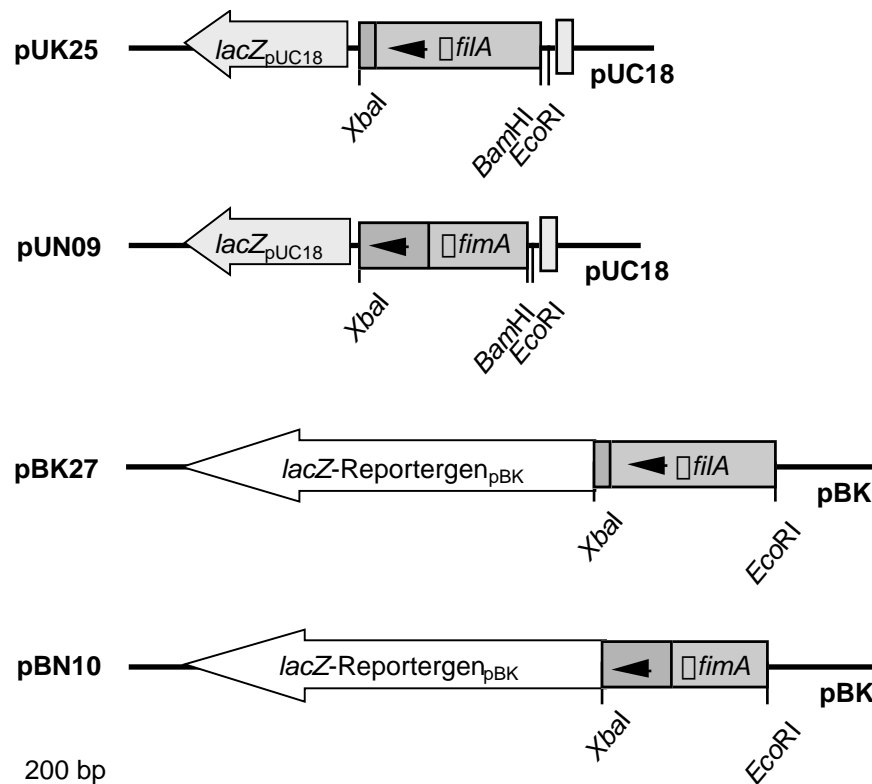 pUK25
lacZpUC18
▯filA
pUC18
XbaI
BamHI
EcoRI
pUN09
lacZpUC18
▯fimA
pUC18
XbaI
BamHI
EcoRI
pBK27
lacZ-ReportergenpBK
▯filA
pBK
XbaI
EcoRI
pBN10
lacZ-ReportergenpBK
▯fimA
pBK
XbaI
EcoRI
200 bp